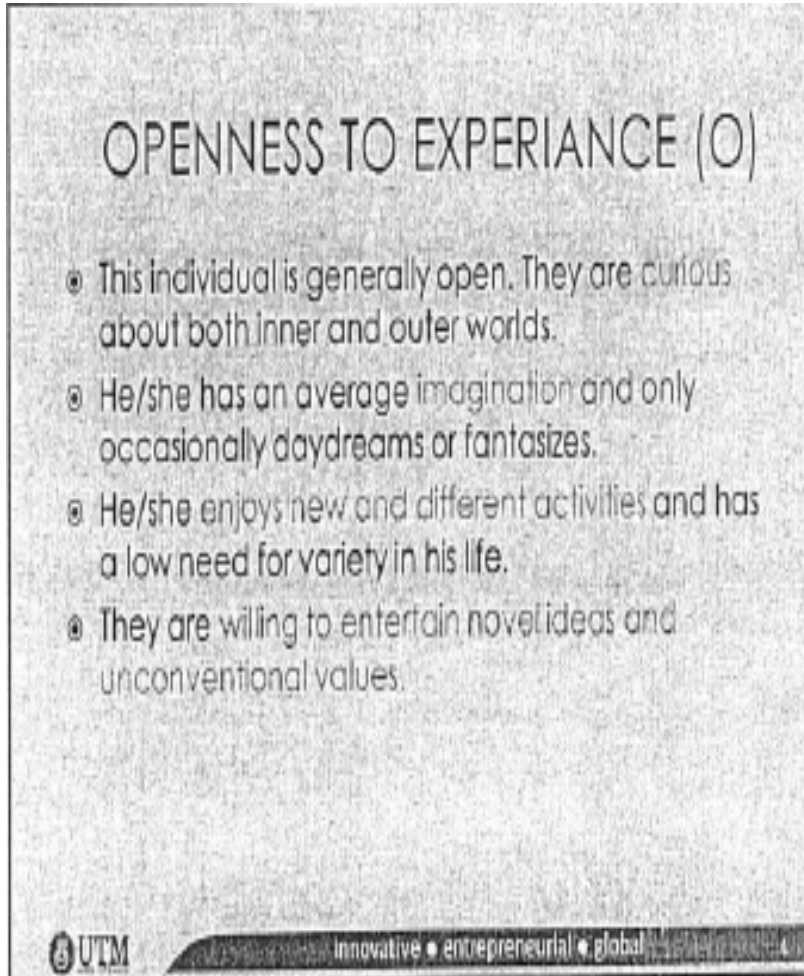 OPENNESS TO EXPERIANCE (O)
This individual is generally open. They are curious
about both inner and outer worlds.
He/she has an average imagination and only
occasionally daydreams or fantasizes.
He/she enjoys new and different activities and has
a low need for variety in his life.
They are willing to entertain novel ideas and
unconventional values.
UTM
innovative ● entrepreneurial ● global